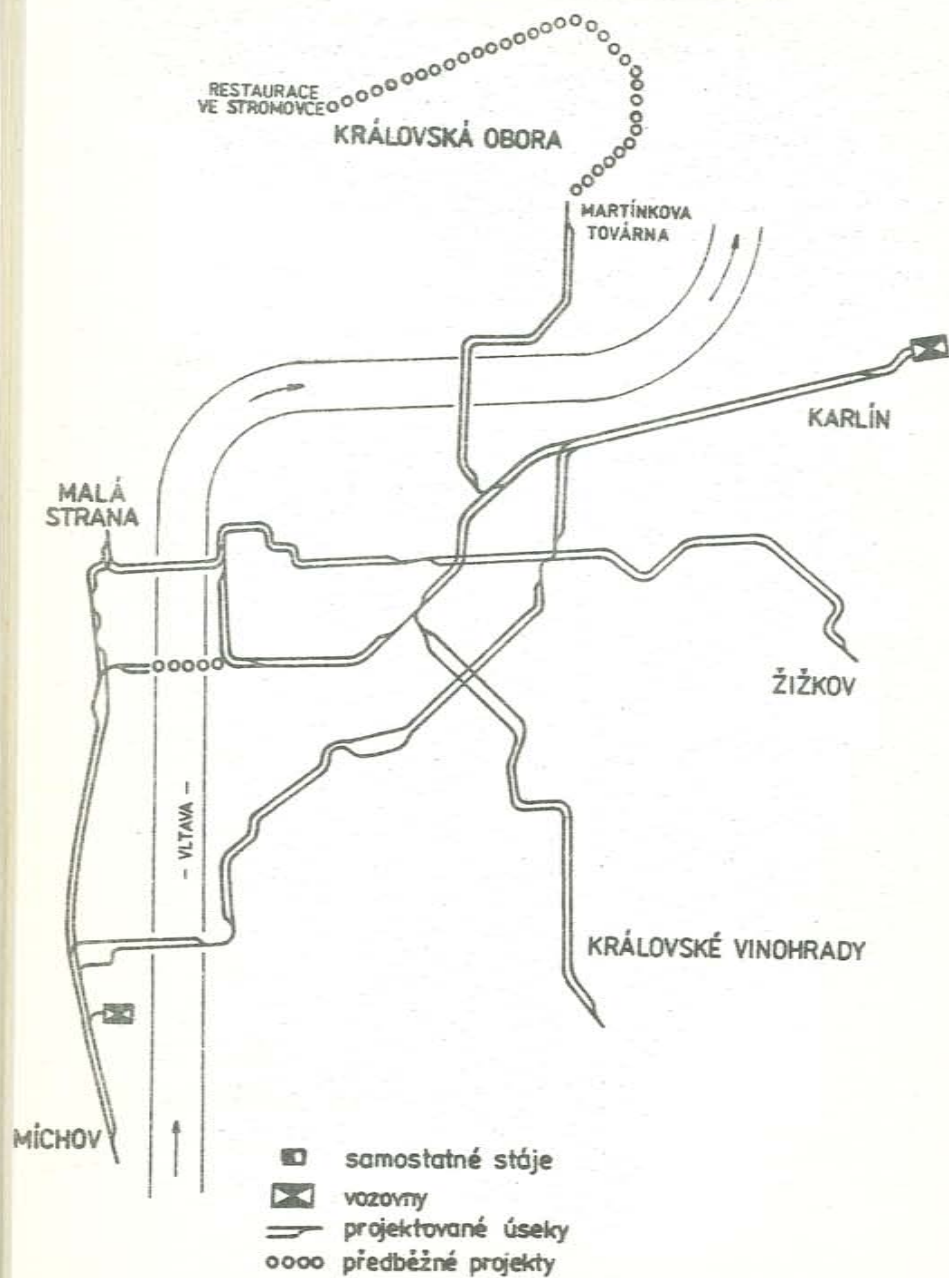 RESTAURACE
VE STROMOVCE
KRÁLOVSKÁ OBORA
MARTÍNKOVA
TOVÁRNA
KARLÍN
MALÁ
STRANA
ŽIŽKOV
- VLTAVA -
KRÁLOVSKÉ VINOHRADY
MÍCHOV
samostatné stáje
vozovny
projektované úseky
předběžné projekty